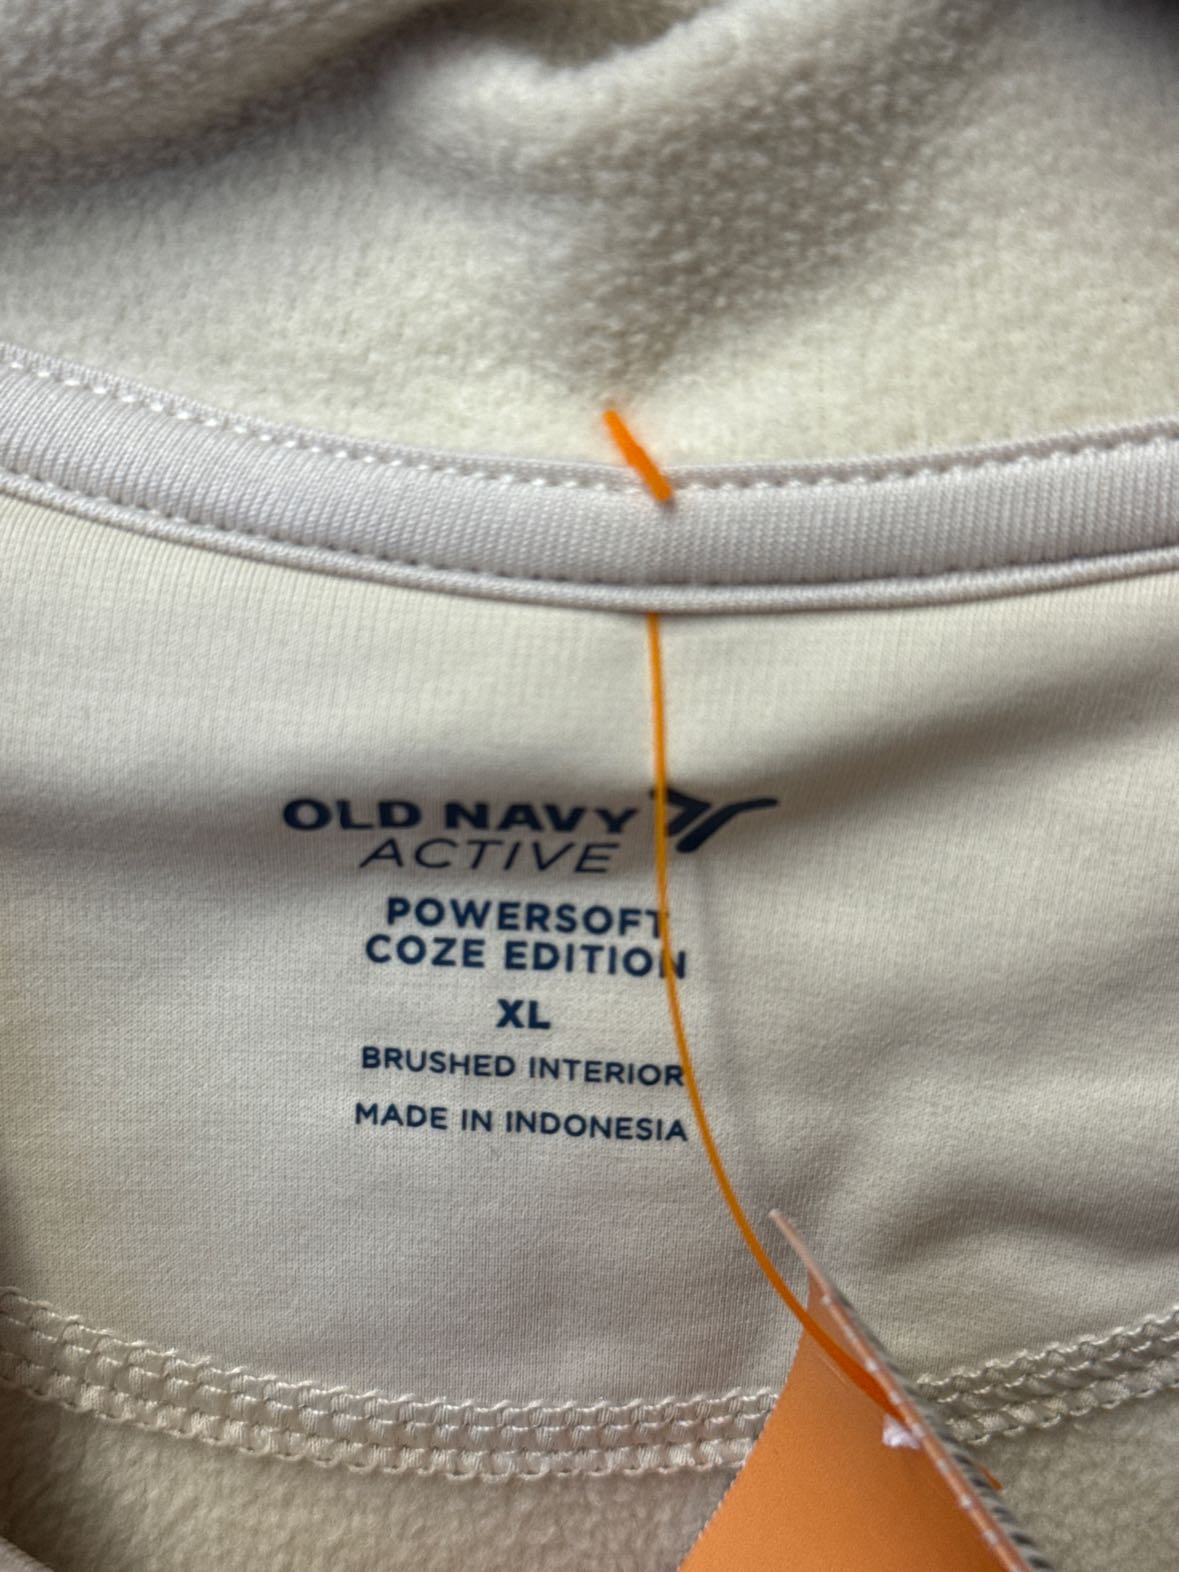 OLD NAVY
ACTIVE
POWERSOFT
COZE EDITION
XL
BRUSHED INTERIOR
MADE IN INDONESIA